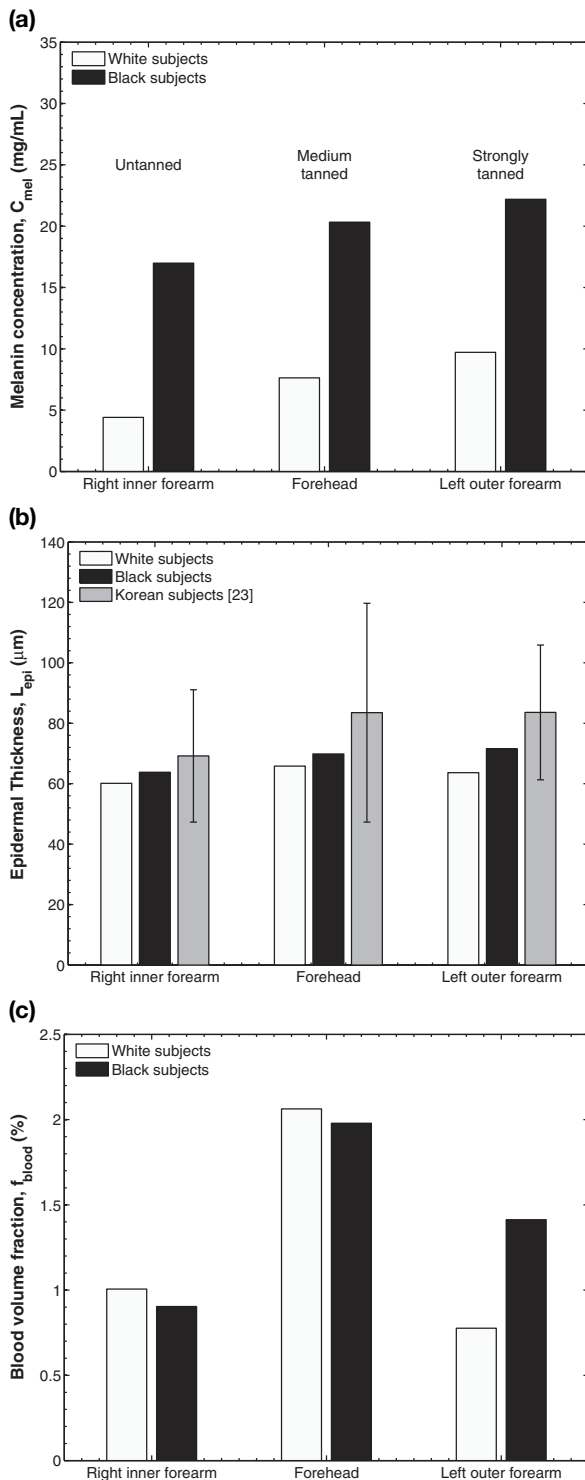 (a)
35
30
25
20
15
10
5
0
Melanin concentration, C_mel (mg/mL)
White subjects
Black subjects
Untanned
Medium
tanned
Strongly
tanned
Right inner forearm
Forehead
Left outer forearm
(b)
140
120
100
80
60
40
20
0
Epidermal Thickness, L_epi (μm)
White subjects
Black subjects
Korean subjects [23]
Right inner forearm
Forehead
Left outer forearm
(c)
2.5
2
1.5
1
0.5
0
Blood volume fraction, f_blood (%)
White subjects
Black subjects
Right inner forearm
Forehead
Left outer forearm